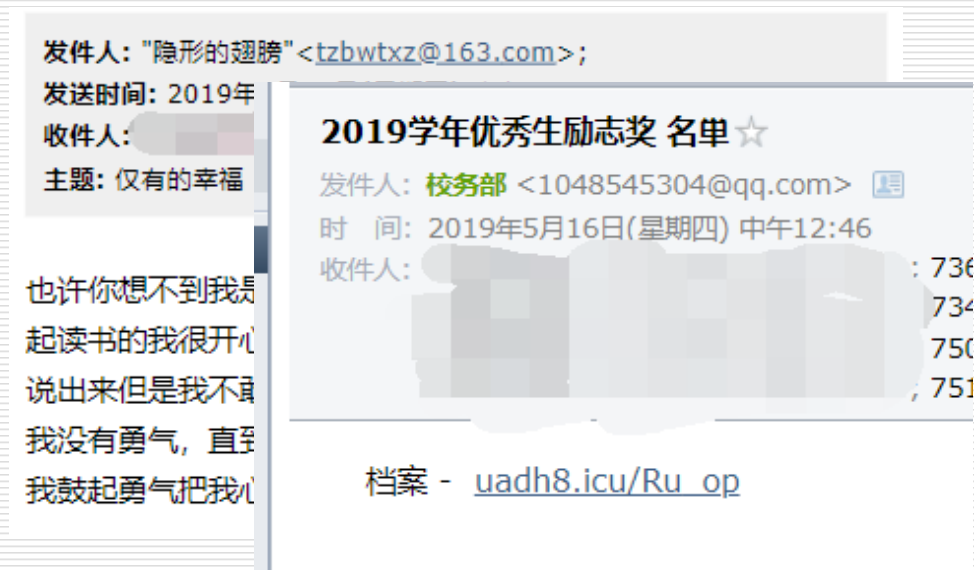 发件人: "隐形的翅膀"<tzbwtxz@163.com>;
发送时间: 2019年
收件人:
主题: 仅有的幸福
也许你想不到我是
起读书的我很开心
说出来但是我不敢
我没有勇气，直到
我鼓起勇气把我心
2019学年优秀生励志奖 名单
发件人: 校务部 <1048545304@qq.com>
时 间: 2019年5月16日(星期四) 中午12:46
收件人:
; 736
734
750
; 751
档案 - uadh8.icu/Ru_op